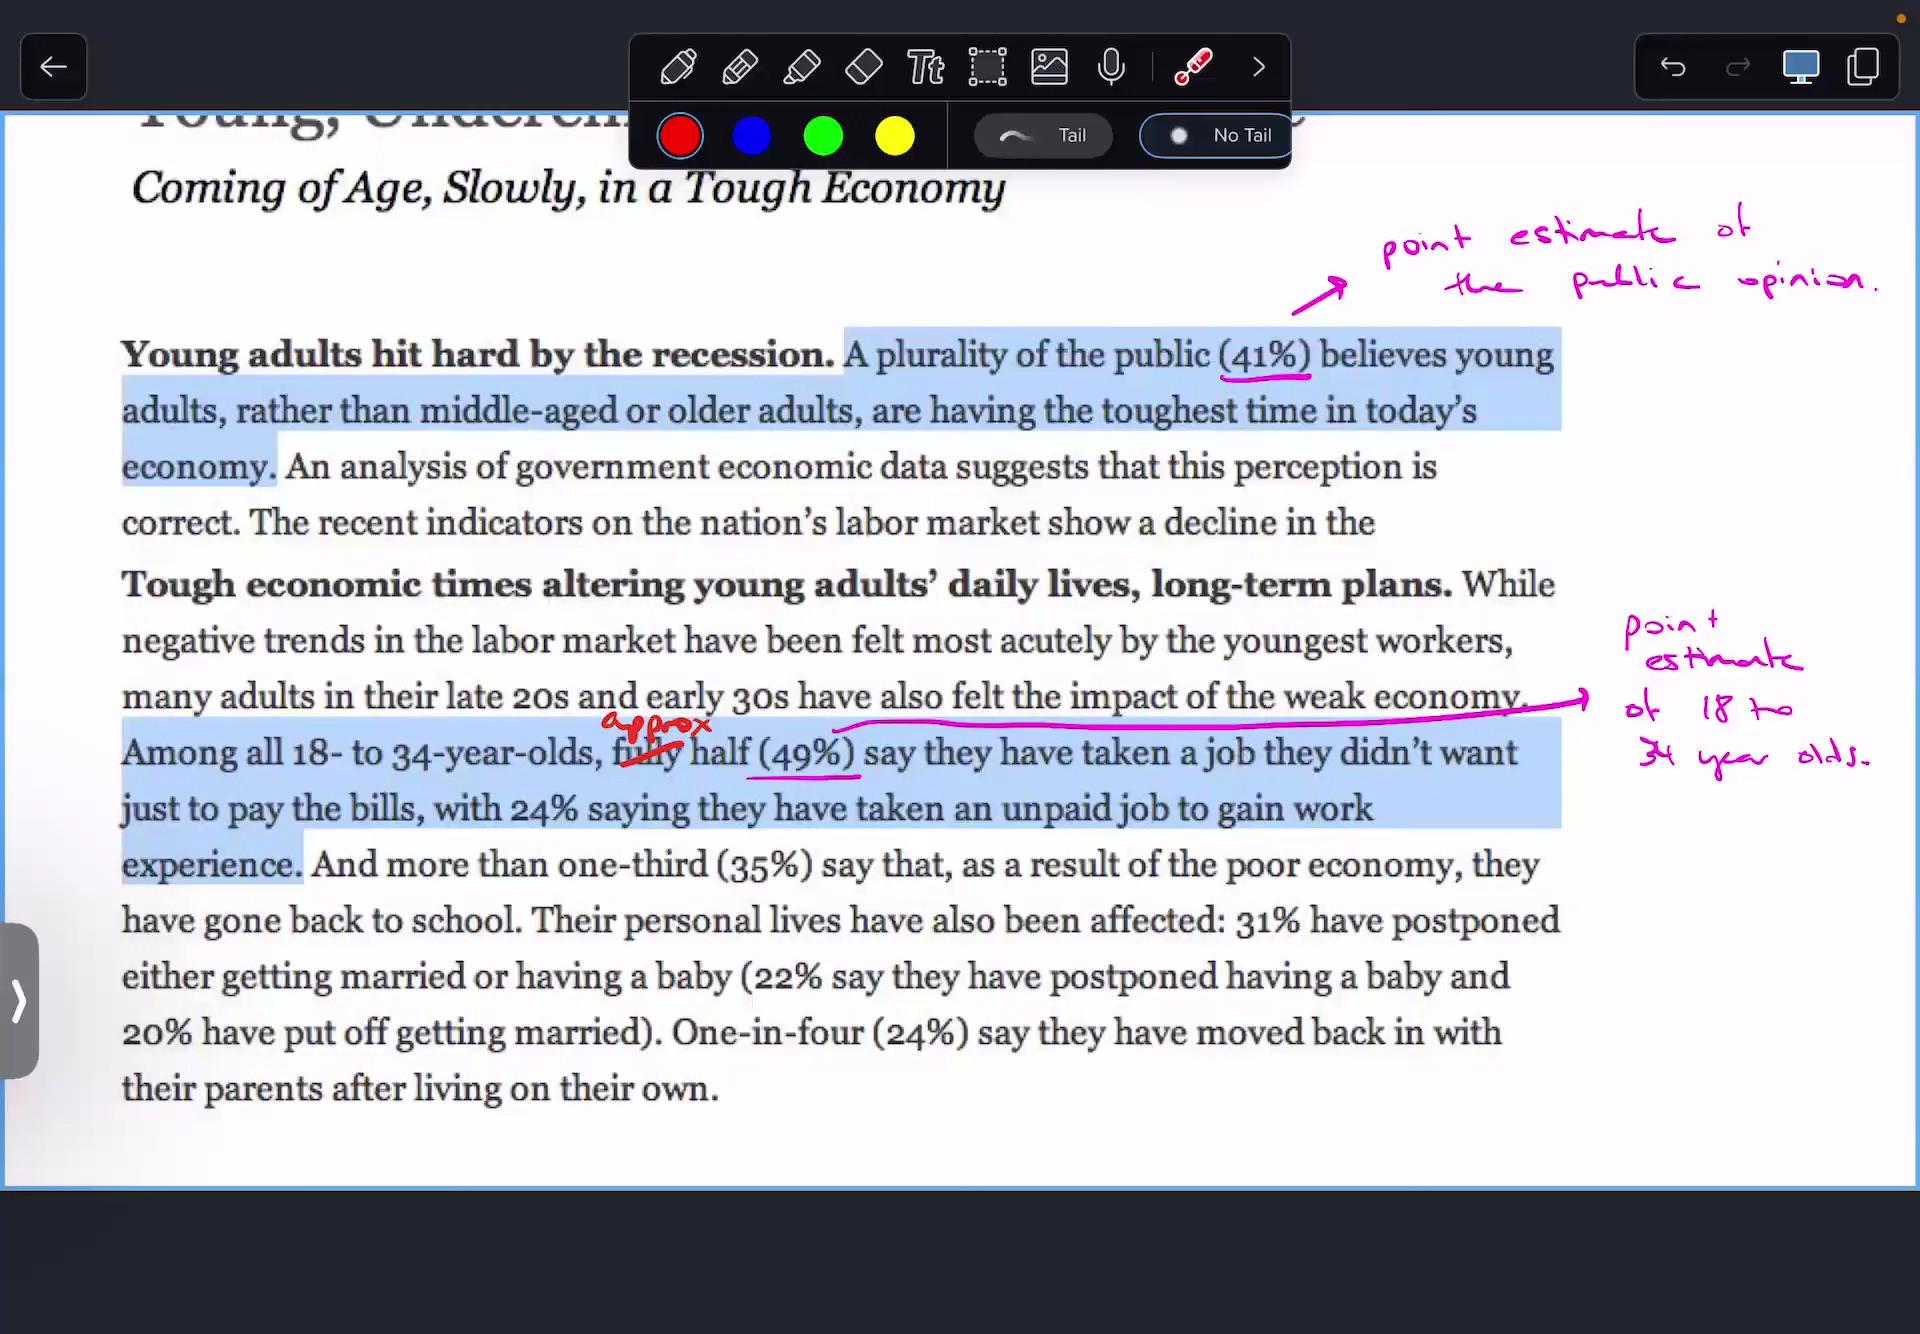 Tt
Tail
No Tail
Young,
Coming of Age, Slowly, in a Tough Economy
point estimate of
the public opinion.
Young adults hit hard by the recession. A plurality of the public (41%) believes young
adults, rather than middle-aged or older adults, are having the toughest time in today's
economy. An analysis of government economic data suggests that this perception is
correct. The recent indicators on the nation's labor market show a decline in the
Tough economic times altering young adults' daily lives, long-term plans. While
negative trends in the labor market have been felt most acutely by the youngest workers,
many adults in their late 20s and early 30s have also felt the impact of the weak economy.
approx
Among all 18- to 34-year-olds, fully half (49%) say they have taken a job they didn't want
just to pay the bills, with 24% saying they have taken an unpaid job to gain work
experience. And more than one-third (35%) say that, as a result of the poor economy, they
have gone back to school. Their personal lives have also been affected: 31% have postponed
either getting married or having a baby (22% say they have postponed having a baby and
20% have put off getting married). One-in-four (24%) say they have moved back in with
their parents after living on their own.
point
estimate
of 18 to
34 year olds.